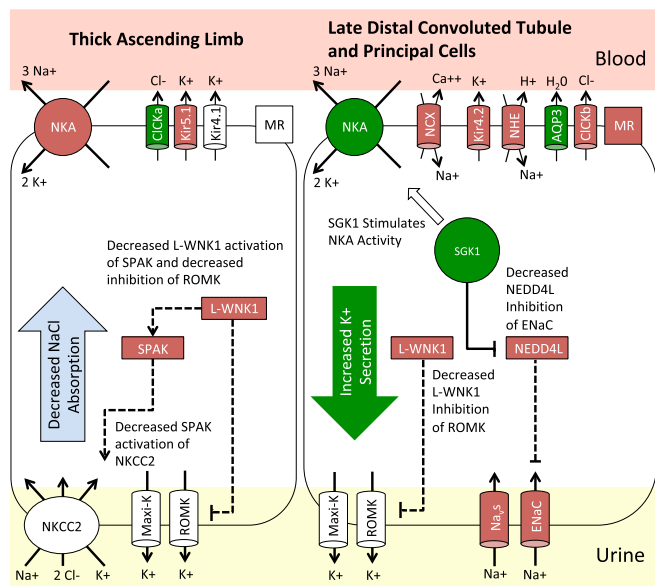 Thick Ascending Limb
Late Distal Convoluted Tubule
and Principal Cells
Blood
3 Na+
Cl-
K+
K+
NKA
ClCKa
Kir5.1
Kir4.1
MR
2 K+
3 Na+
Ca++
K+
H+
H20
Cl-
NKA
NCX
Kir4.2
NHE
AQP3
ClCKb
MR
2 K+
Na+
Na+
SGK1 Stimulates
NKA Activity
SGK1
Decreased L-WNK1 activation
of SPAK and decreased
inhibition of ROMK
Decreased
NEDD4L
Inhibition
of ENaC
L-WNK1
SPAK
Decreased NaCl
Absorption
Increased K+
Secretion
L-WNK1
NEDD4L
Decreased
L-WNK1
Inhibition
of ROMK
Decreased SPAK
activation of
NKCC2
NKCC2
Maxi-K
ROMK
Na+
2 Cl-
K+
K+
K+
Maxi-K
ROMK
Navs
ENaC
K+
K+
Na+
Na+
Urine